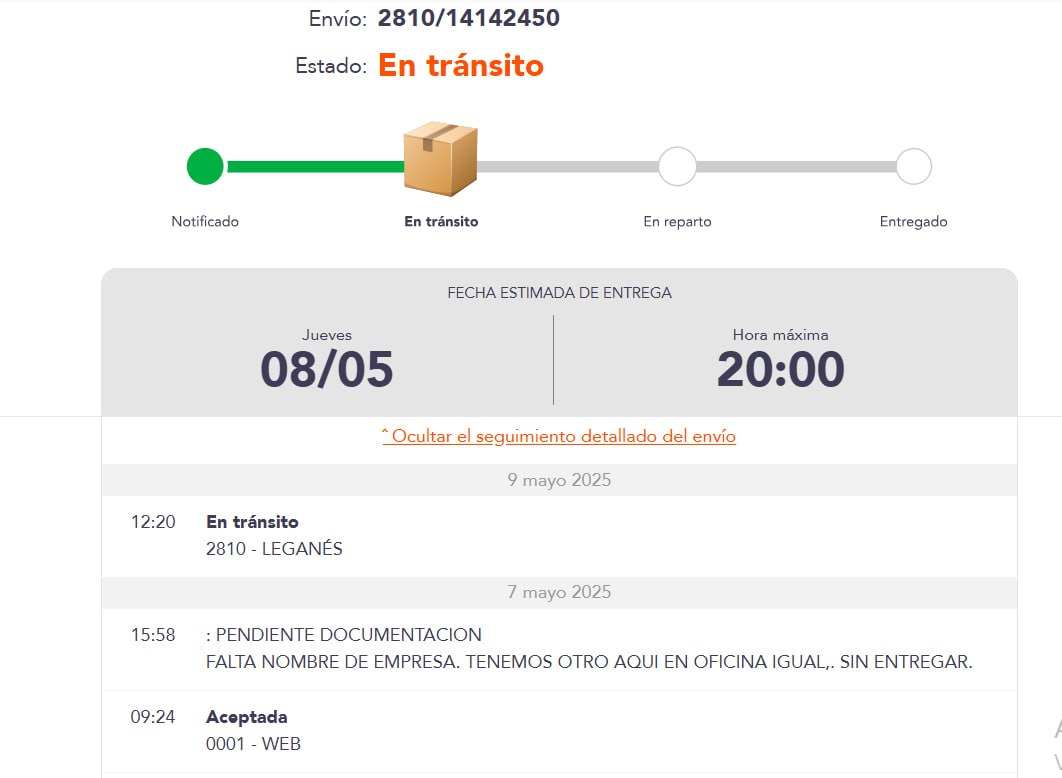 Envío: 2810/14142450
Estado: En tránsito
Notificado En tránsito En reparto Entregado
FECHA ESTIMADA DE ENTREGA
Jueves Hora máxima
08/05 20:00
ˆ Ocultar el seguimiento detallado del envío
9 mayo 2025
12:20 En tránsito
2810 - LEGANÉS
7 mayo 2025
15:58 : PENDIENTE DOCUMENTACION
FALTA NOMBRE DE EMPRESA. TENEMOS OTRO AQUI EN OFICINA IGUAL,. SIN ENTREGAR.
09:24 Aceptada
0001 - WEB